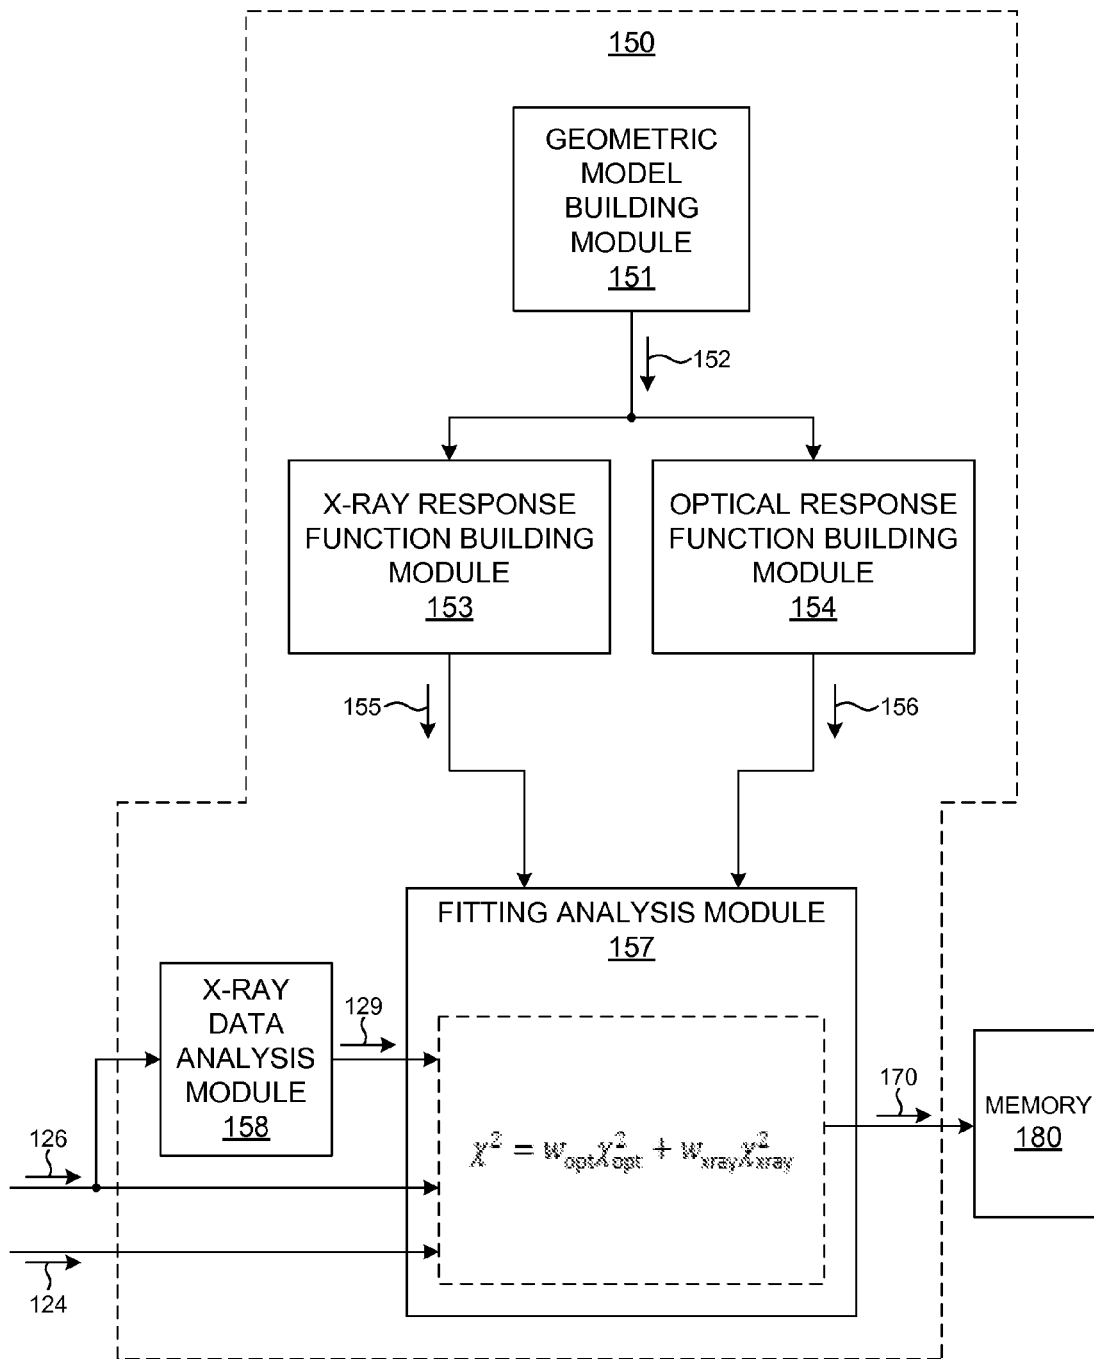 150
GEOMETRIC
MODEL
BUILDING
MODULE
151
152
X-RAY RESPONSE
FUNCTION BUILDING
MODULE
153
OPTICAL RESPONSE
FUNCTION BUILDING
MODULE
154
155
156
FITTING ANALYSIS MODULE
157
X-RAY
DATA
ANALYSIS
MODULE
158
129
126
124
χ² = w_opt χ²_opt + w_xray χ²_xray
170
MEMORY
180